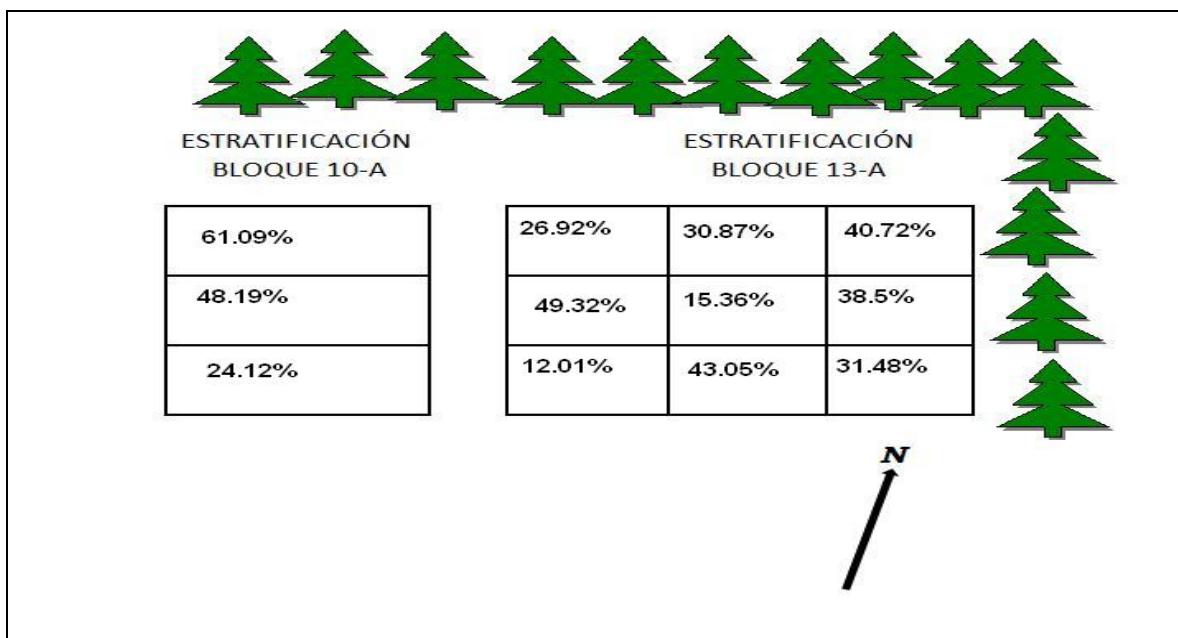 ESTRATIFICACIÓN
BLOQUE 10-A
61.09%
48.19%
24.12%
ESTRATIFICACIÓN
BLOQUE 13-A
26.92% 30.87% 40.72%
49.32% 15.36% 38.5%
12.01% 43.05% 31.48%
N